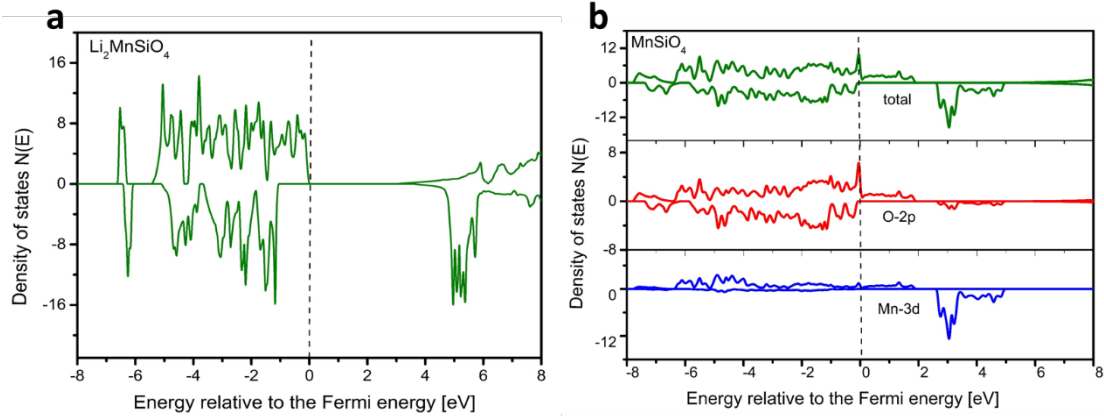 a
Li₂MnSiO₄
16
8
0
-8
-16
Density of states N(E)
-8 -6 -4 -2 0 2 4 6 8
Energy relative to the Fermi energy [eV]
b
MnSiO₄
12
6
0
-12
total
8
0
-8
O-2p
8
0
-12
Mn-3d
Density of states N(E)
-8 -6 -4 -2 0 2 4 6 8
Energy relative to the Fermi energy [eV]